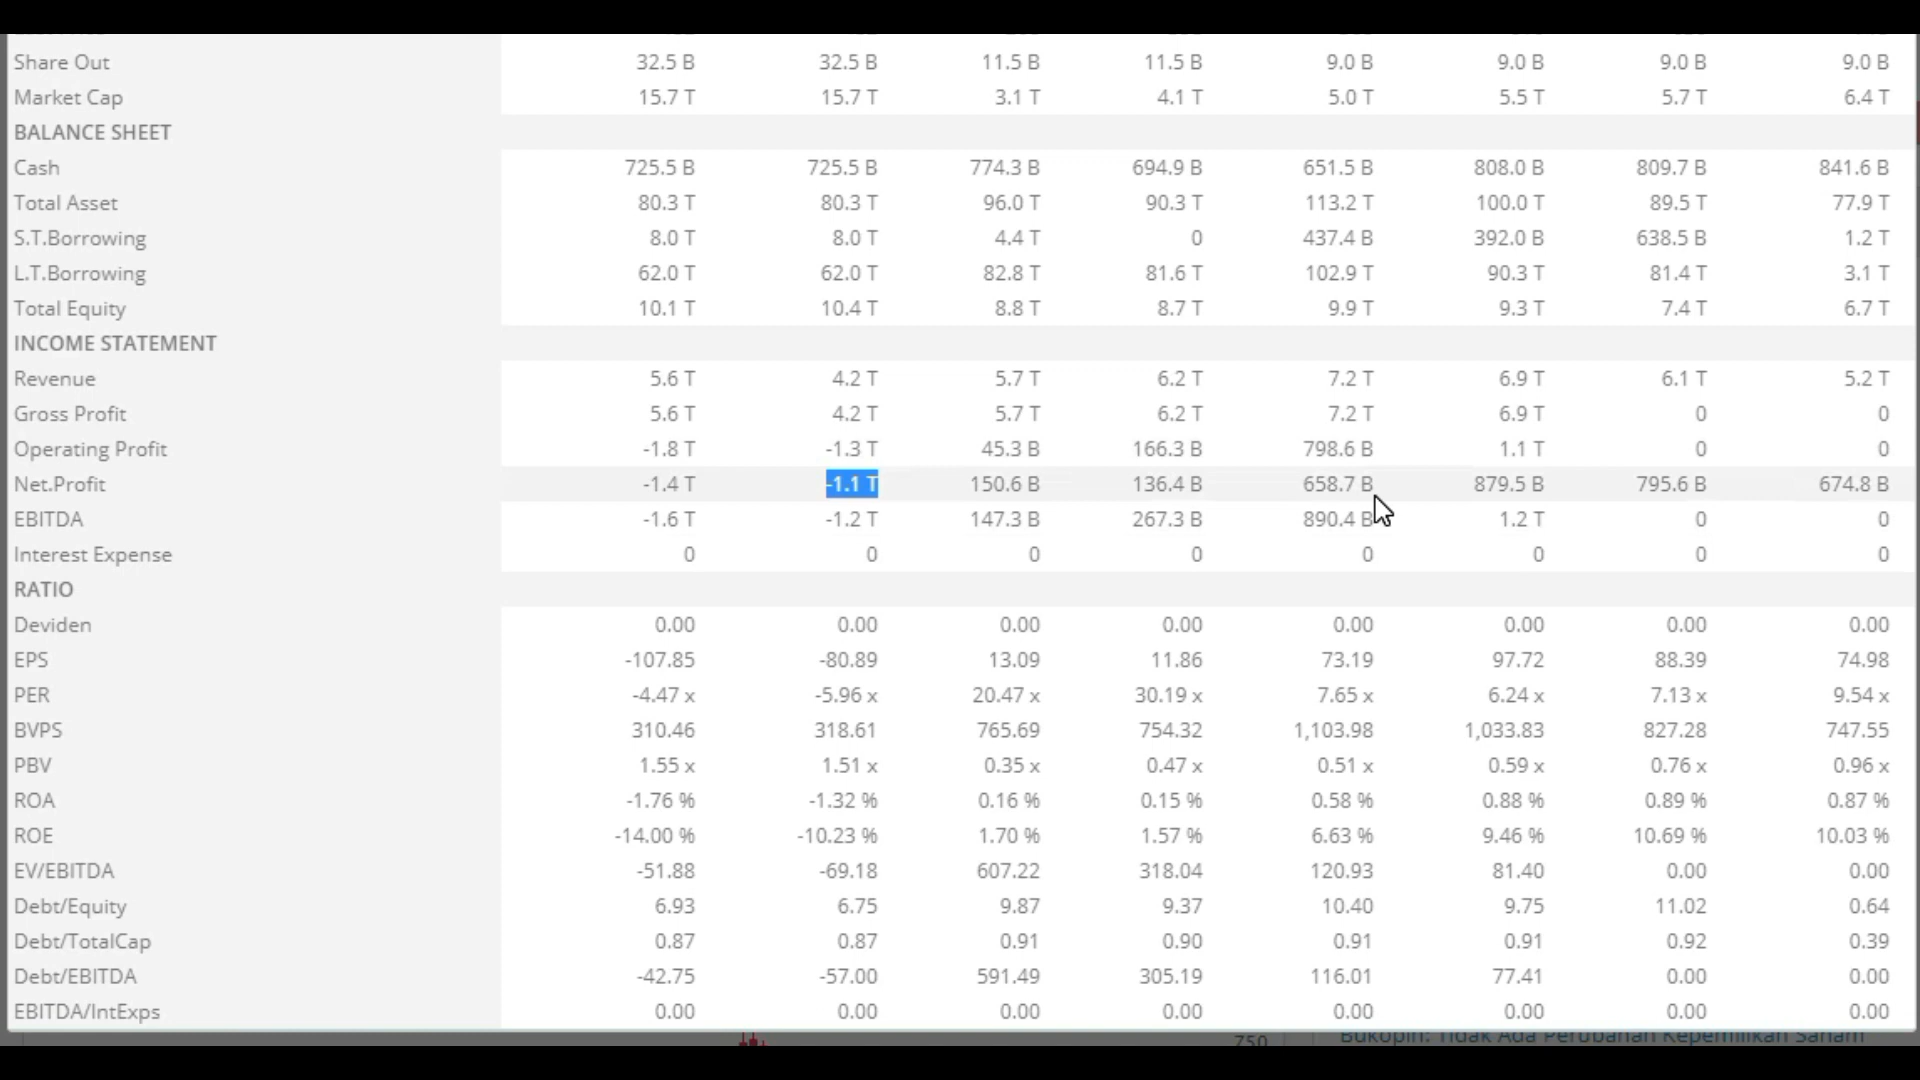 Share Out 32.5 B 32.5 B 11.5 B 11.5 B 9.0 B 9.0 B 9.0 B 9.0 B
Market Cap 15.7 T 15.7 T 3.1 T 4.1 T 5.0 T 5.5 T 5.7 T 6.4 T
BALANCE SHEET
Cash 725.5 B 725.5 B 774.3 B 694.9 B 651.5 B 808.0 B 809.7 B 841.6 B
Total Asset 80.3 T 80.3 T 96.0 T 90.3 T 113.2 T 100.0 T 89.5 T 77.9 T
S.T.Borrowing 8.0 T 8.0 T 4.4 T 0 437.4 B 392.0 B 638.5 B 1.2 T
L.T.Borrowing 62.0 T 62.0 T 82.8 T 81.6 T 102.9 T 90.3 T 81.4 T 3.1 T
Total Equity 10.1 T 10.4 T 8.8 T 8.7 T 9.9 T 9.3 T 7.4 T 6.7 T
INCOME STATEMENT
Revenue 5.6 T 4.2 T 5.7 T 6.2 T 7.2 T 6.9 T 6.1 T 5.2 T
Gross Profit 5.6 T 4.2 T 5.7 T 6.2 T 7.2 T 6.9 T 0 0
Operating Profit -1.8 T -1.3 T 45.3 B 166.3 B 798.6 B 1.1 T 0 0
Net.Profit -1.4 T -1.1 T 150.6 B 136.4 B 658.7 B 879.5 B 795.6 B 674.8 B
EBITDA -1.6 T -1.2 T 147.3 B 267.3 B 890.4 B 1.2 T 0 0
Interest Expense 0 0 0 0 0 0 0 0
RATIO
Deviden 0.00 0.00 0.00 0.00 0.00 0.00 0.00 0.00
EPS -107.85 -80.89 13.09 11.86 73.19 97.72 88.39 74.98
PER -4.47 x -5.96 x 20.47 x 30.19 x 7.65 x 6.24 x 7.13 x 9.54 x
BVPS 310.46 318.61 765.69 754.32 1,103.98 1,033.83 827.28 747.55
PBV 1.55 x 1.51 x 0.35 x 0.47 x 0.51 x 0.59 x 0.76 x 0.96 x
ROA -1.76 % -1.32 % 0.16 % 0.15 % 0.58 % 0.88 % 0.89 % 0.87 %
ROE -14.00 % -10.23 % 1.70 % 1.57 % 6.63 % 9.46 % 10.69 % 10.03 %
EV/EBITDA -51.88 -69.18 607.22 318.04 120.93 81.40 0.00 0.00
Debt/Equity 6.93 6.75 9.87 9.37 10.40 9.75 11.02 0.64
Debt/TotalCap 0.87 0.87 0.91 0.90 0.91 0.91 0.92 0.39
Debt/EBITDA -42.75 -57.00 591.49 305.19 116.01 77.41 0.00 0.00
EBITDA/IntExps 0.00 0.00 0.00 0.00 0.00 0.00 0.00 0.00
750 Bukopin: Tidak Ada Perubahan Kepemilikan Saham